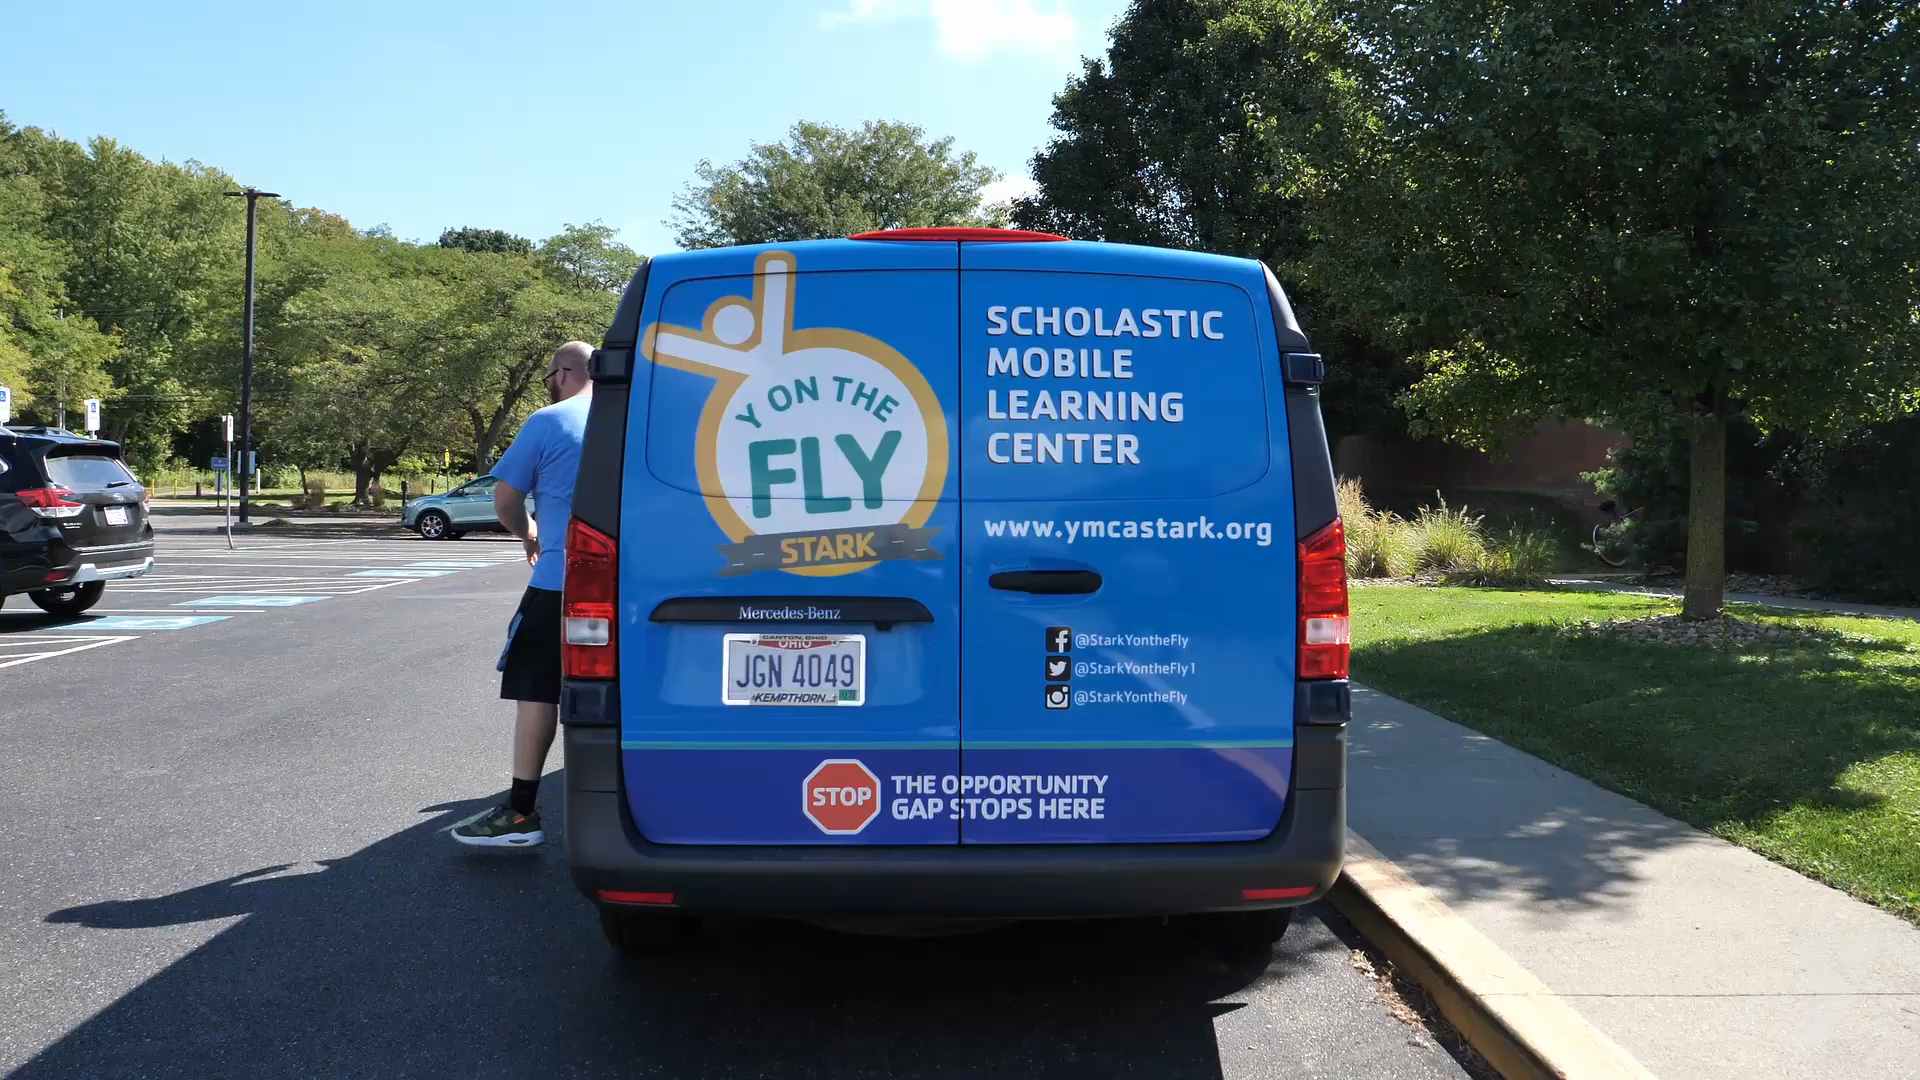 Y ON THE
FLY
STARK
SCHOLASTIC
MOBILE
LEARNING
CENTER
www.ymcastark.org
Mercedes-Benz
CANTON, OHIO
OHIO
JGN 4049
KEMPTHORN
@StarkYontheFly
@StarkYontheFly1
@StarkYontheFly
STOP
THE OPPORTUNITY
GAP STOPS HERE